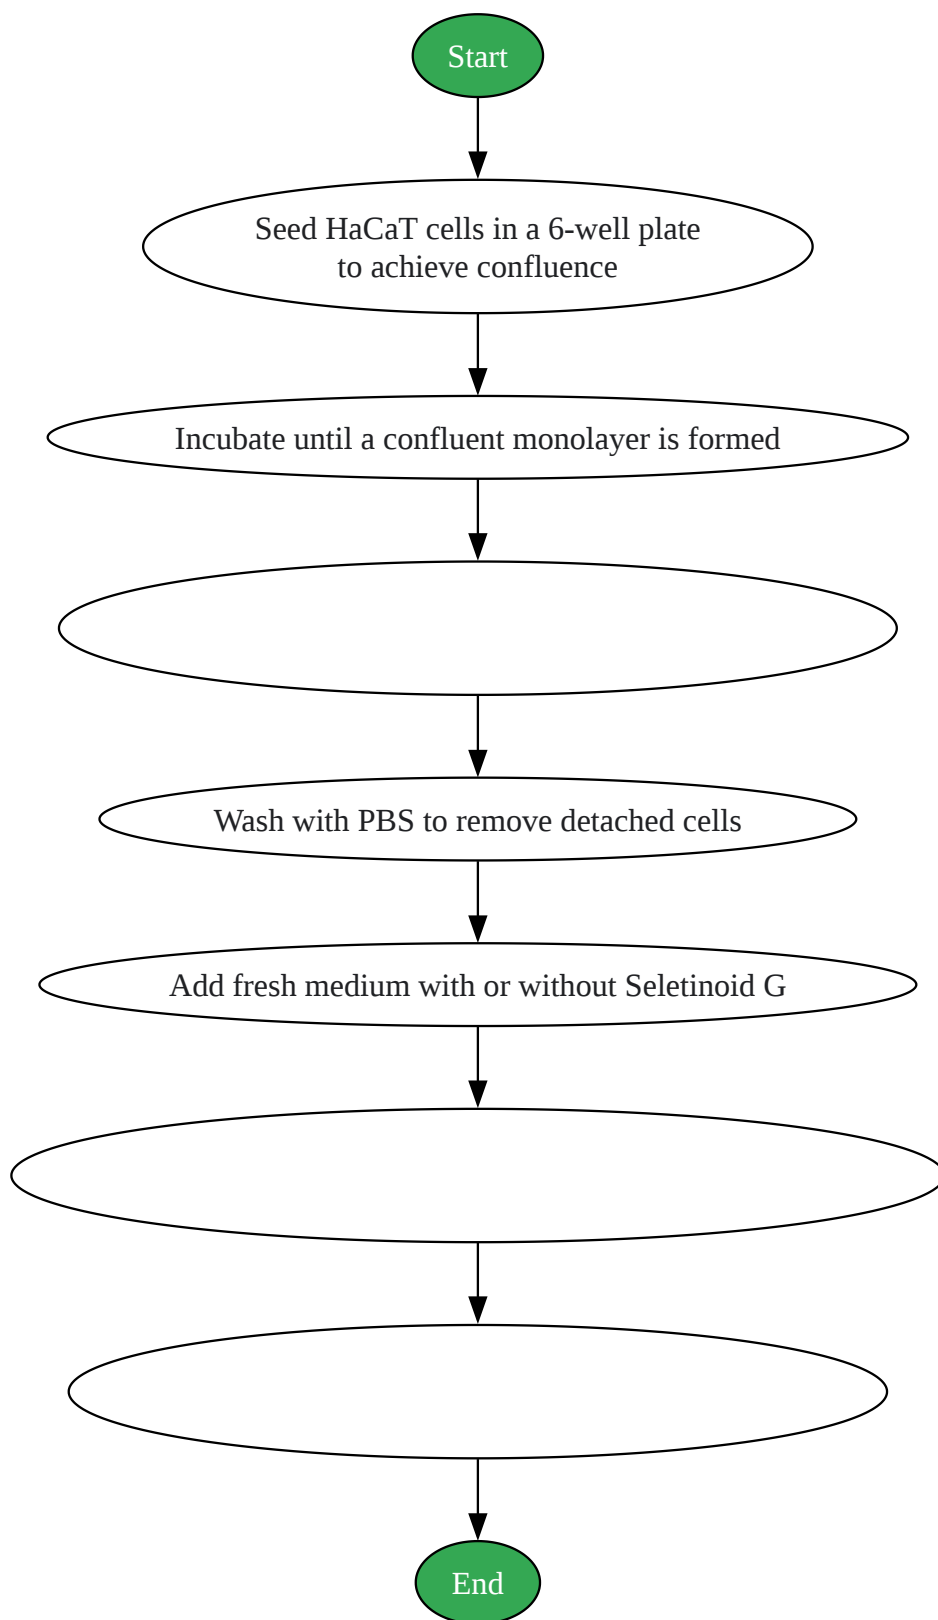 Start
Seed HaCaT cells in a 6-well plate
to achieve confluence
Incubate until a confluent monolayer is formed
Wash with PBS to remove detached cells
Add fresh medium with or without Seletinoid G
End